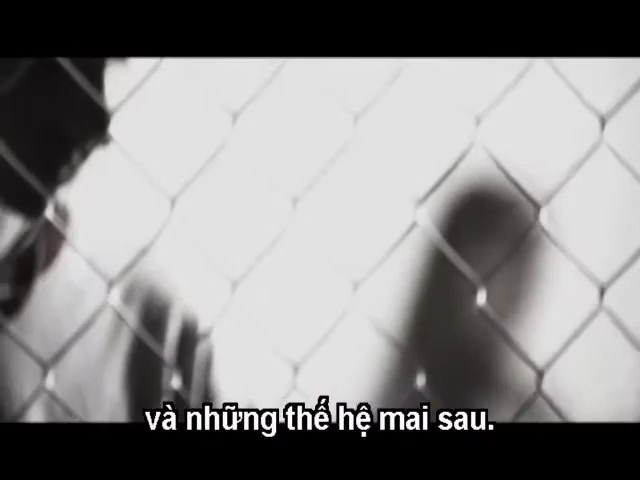 và những thế hệ mai sau.